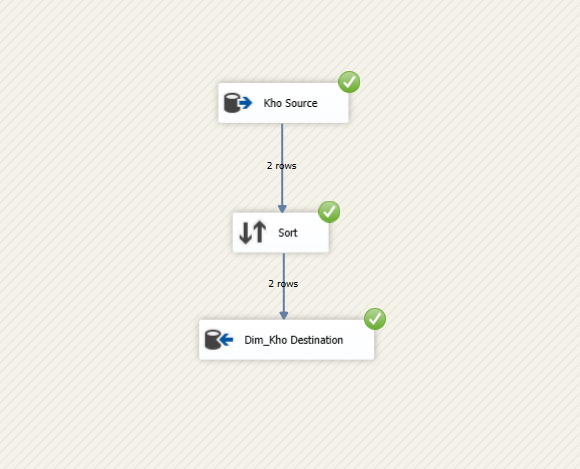 Kho Source
2 rows
Sort
2 rows
Dim_Kho Destination